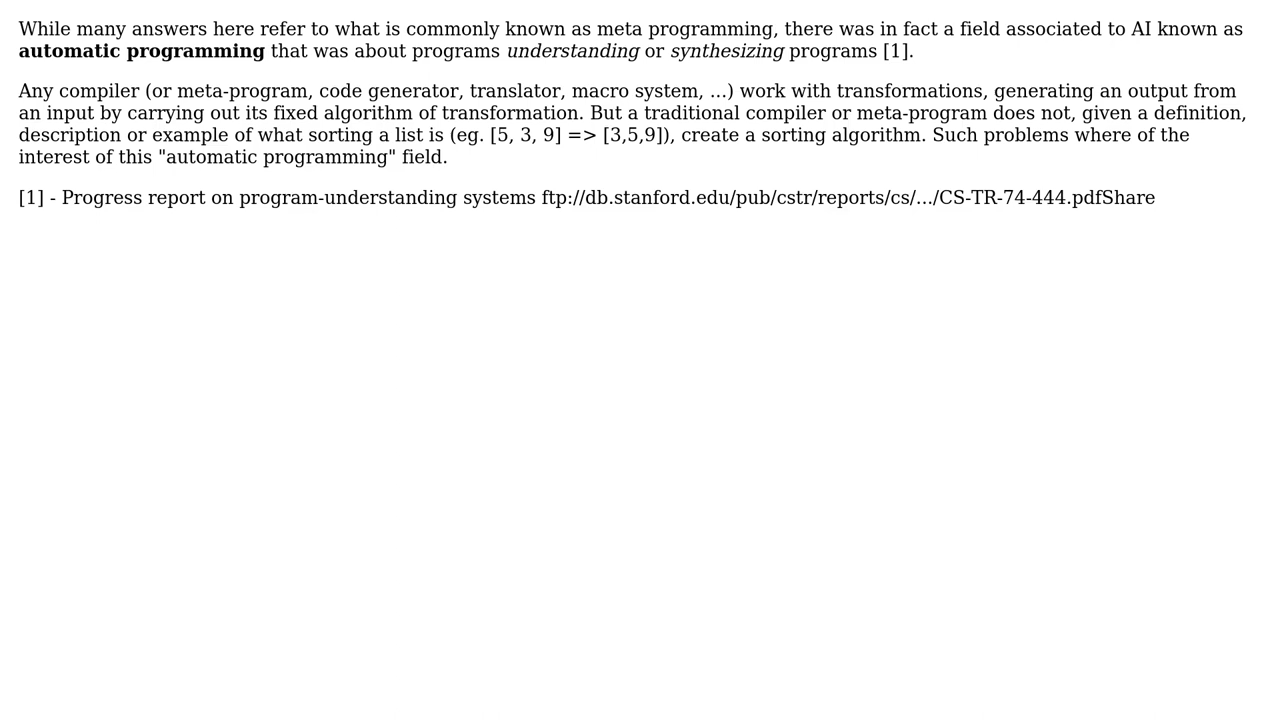 While many answers here refer to what is commonly known as meta programming, there was in fact a field associated to AI known as
automatic programming that was about programs understanding or synthesizing programs [1].
Any compiler (or meta-program, code generator, translator, macro system, ...) work with transformations, generating an output from
an input by carrying out its fixed algorithm of transformation. But a traditional compiler or meta-program does not, given a definition,
description or example of what sorting a list is (eg. [5, 3, 9] => [3,5,9]), create a sorting algorithm. Such problems where of the
interest of this "automatic programming" field.
[1] - Progress report on program-understanding systems ftp://db.stanford.edu/pub/cstr/reports/cs/.../CS-TR-74-444.pdfShare